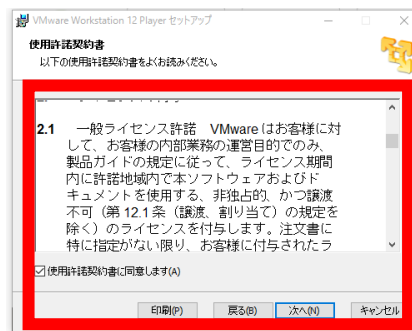 VMware Workstation 12 Player セットアップ
使用許諾契約書
以下の使用許諾契約書をよくお読みください。
2.1 一般ライセンス許諾 VMware はお客様に対
して、お客様の内部業務の運営目的でのみ、
製品ガイドの規定に従って、ライセンス期間
内に許諾地域内で本ソフトウェアおよびド
キュメントを使用する、非独占的、かつ譲渡
不可（第 12.1 条（譲渡、割り当て）の規定を
除く）のライセンスを付与します。注文書に
特に指定がない限り、お客様に付与されたラ
使用許諾契約書に同意します(A)
印刷(P) 戻る(B) 次へ(N) キャンセル